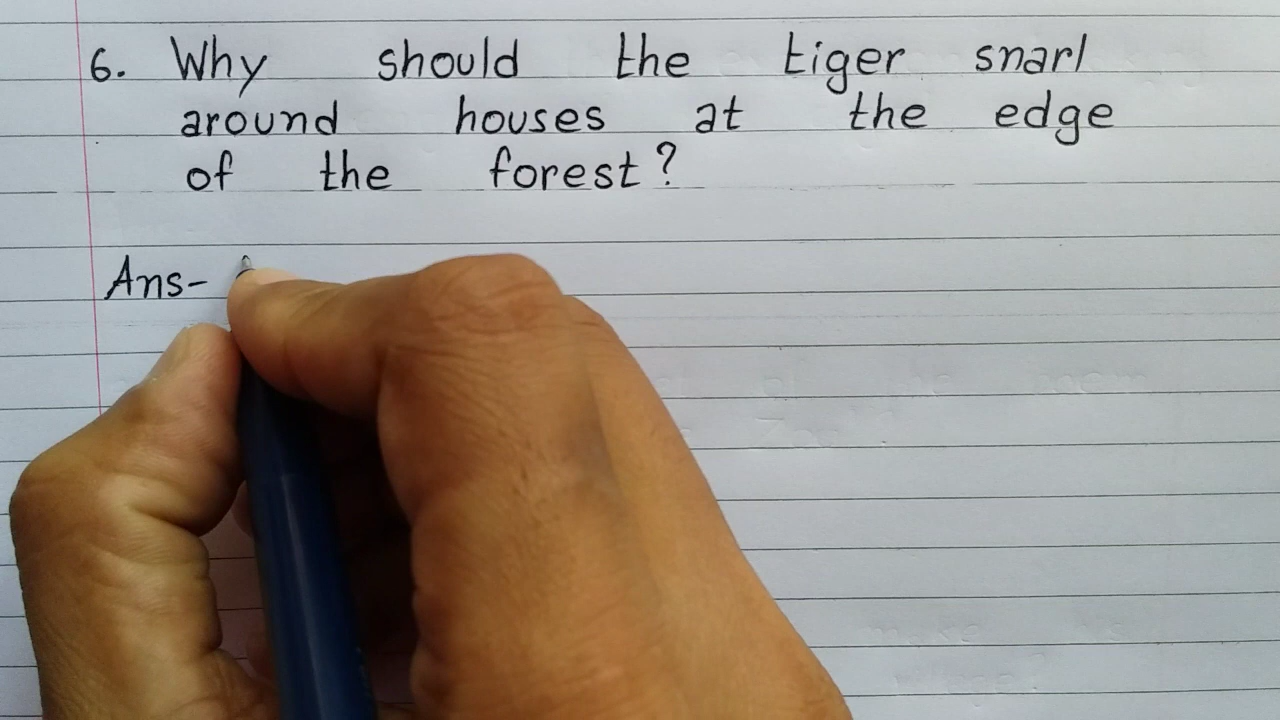 6. Why should the tiger snarl
around houses at the edge
of the forest?
Ans-